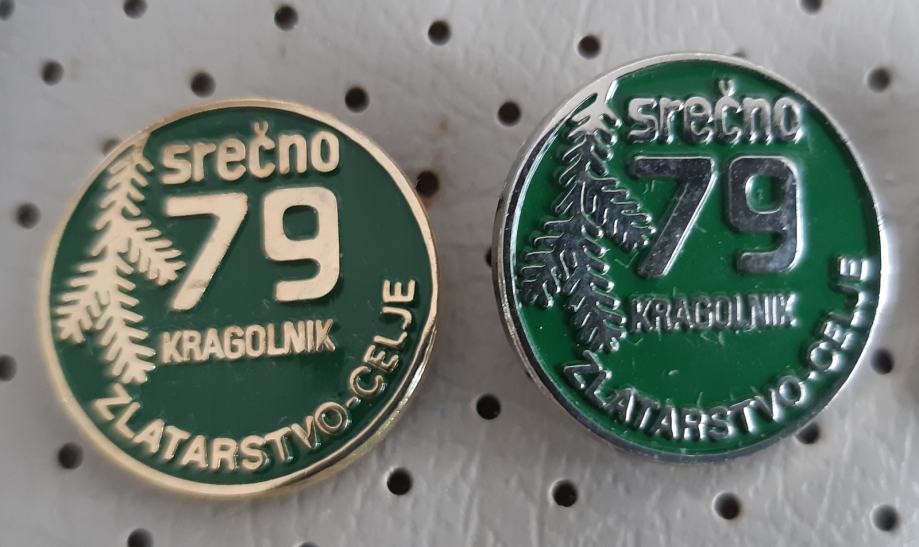 srečno
79
KRAGOLNIK
ZLATARSTVO-CELJE
srečno
79
KRAGOLNIK
ZLATARSTVO-CELJE